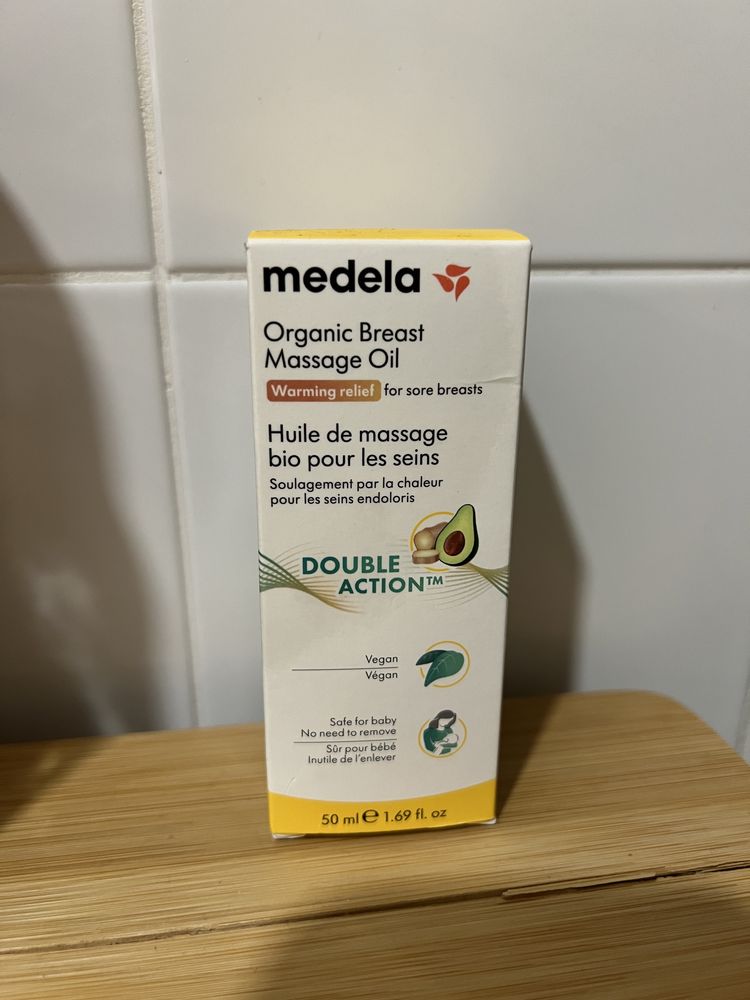 medela
Organic Breast
Massage Oil
Warming relief for sore breasts
Huile de massage
bio pour les seins
Soulagement par la chaleur
pour les seins endoloris
DOUBLE
ACTION™
Vegan
Végan
Safe for baby
No need to remove
Sûr pour bébé
Inutile de l'enlever
50 ml ℮ 1.69 fl. oz